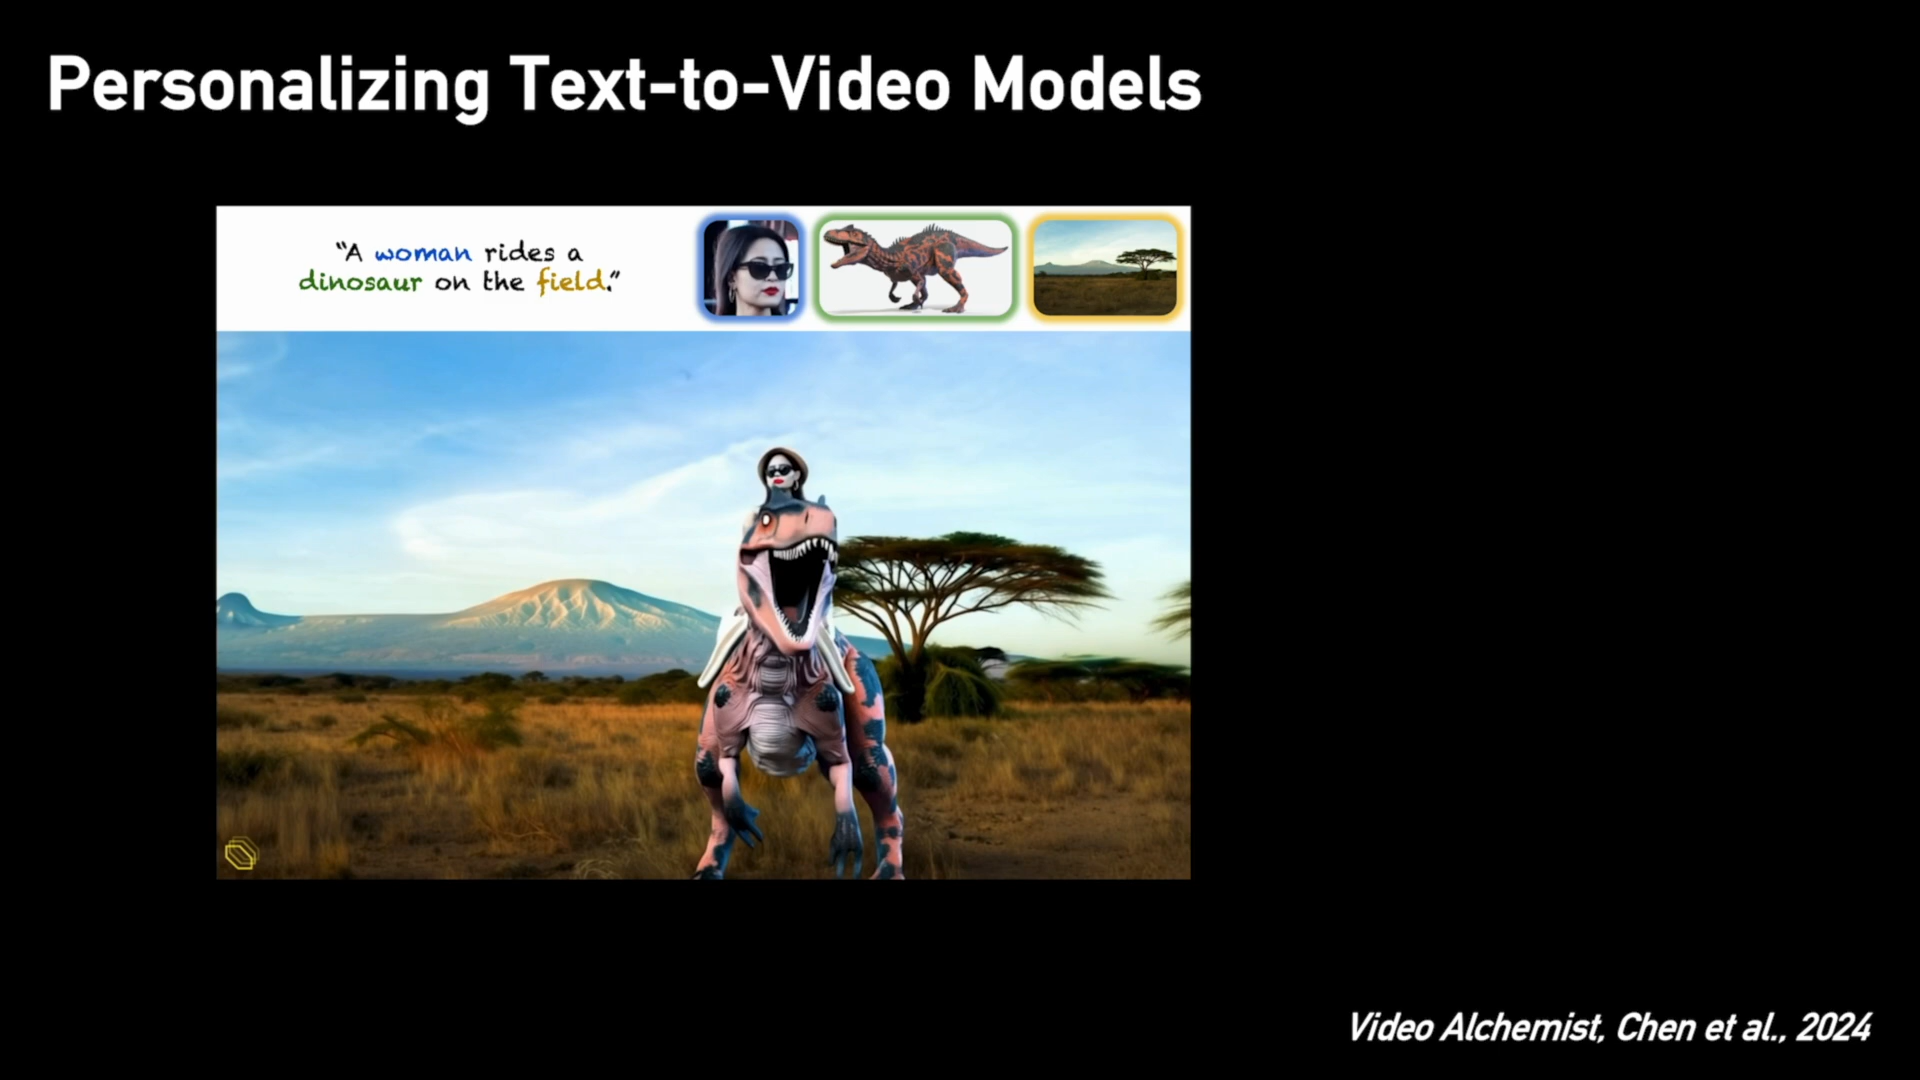 Personalizing Text-to-Video Models
“A woman rides a
dinosaur on the field.”
Video Alchemist, Chen et al., 2024